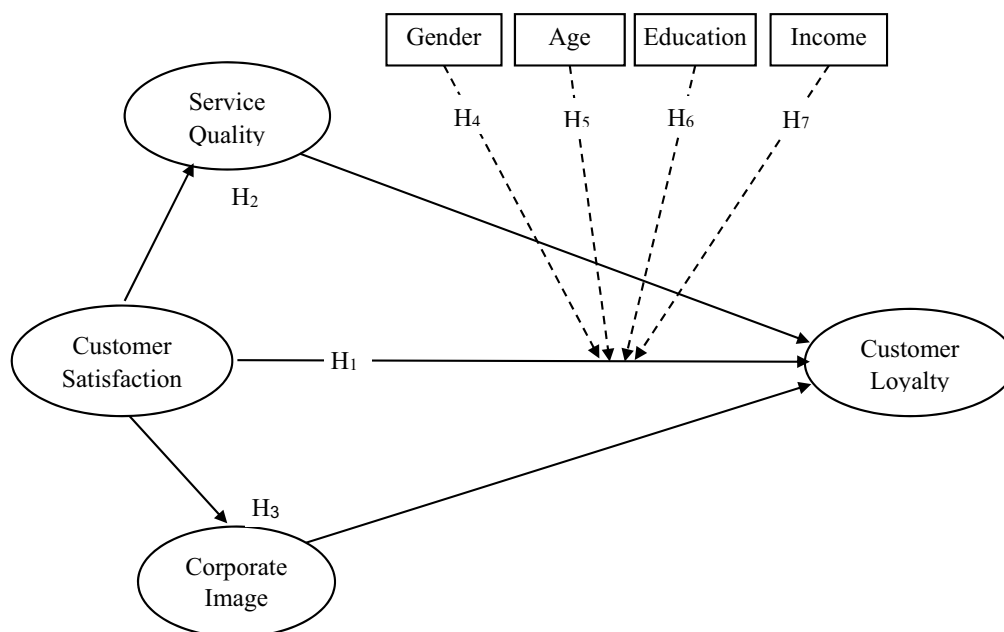 Gender
Age
Education
Income
H4
H5
H6
H7
Service
Quality
H2
Customer
Satisfaction
H1
Customer
Loyalty
H3
Corporate
Image